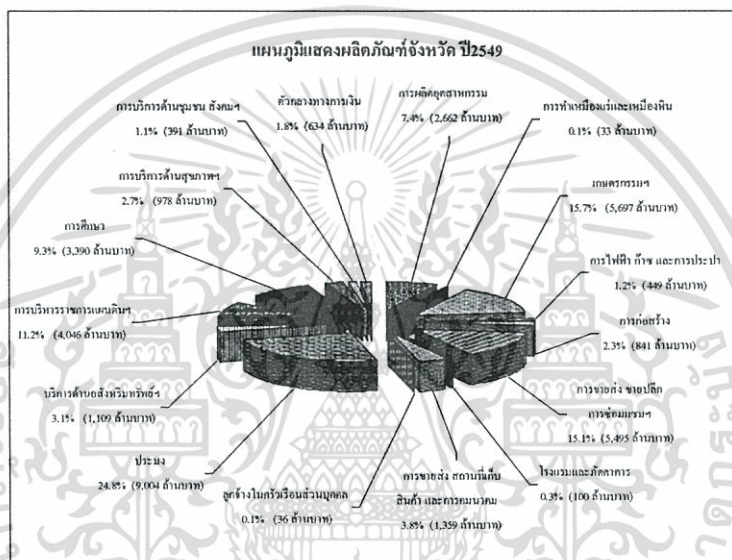 แผนภูมิแสดงผลิตภัณฑ์จังหวัด ปี2549
การบริการด้านชุมชน สังคมฯ
1.1% (391 ล้านบาท)
ตัวกลางทางการเงิน
1.8% (634 ล้านบาท)
การผลิตอุตสาหกรรม
7.4% (2,662 ล้านบาท)
การทำเหมืองแร่และเหมืองหิน
0.1% (33 ล้านบาท)
การบริการด้านสุขภาพฯ
2.7% (978 ล้านบาท)
เกษตรกรรมฯ
15.7% (5,697 ล้านบาท)
การศึกษา
9.3% (3,390 ล้านบาท)
การไฟฟ้า ก๊าซ และการประปา
1.2% (449 ล้านบาท)
การบริหารราชการแผ่นดินฯ
11.2% (4,046 ล้านบาท)
การก่อสร้าง
2.3% (841 ล้านบาท)
บริการด้านอสังหริมทรัพย์ฯ
3.1% (1,109 ล้านบาท)
การขายส่ง ขายปลีก
การซ่อมแซมฯ
15.1% (5,495 ล้านบาท)
ประมง
24.8% (9,004 ล้านบาท)
ลูกจ้างในครัวเรือนส่วนบุคคล
0.1% (36 ล้านบาท)
การขายส่ง สถานที่เก็บ
สินค้า และการคมนาคม
3.8% (1,359 ล้านบาท)
โรงแรมและภัตตาคาร
0.3% (100 ล้านบาท)